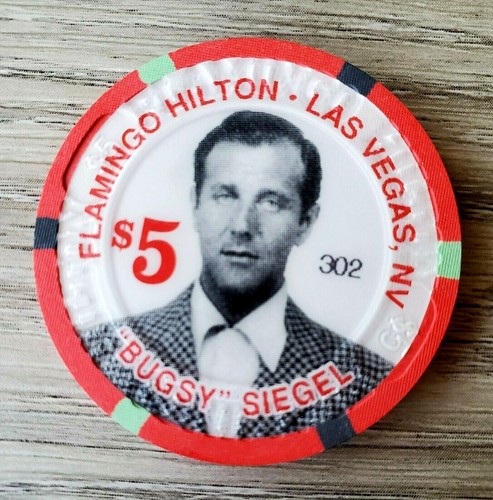 FLAMINGO HILTON · LAS VEGAS, NV
$5
302
"BUGSY" SIEGEL